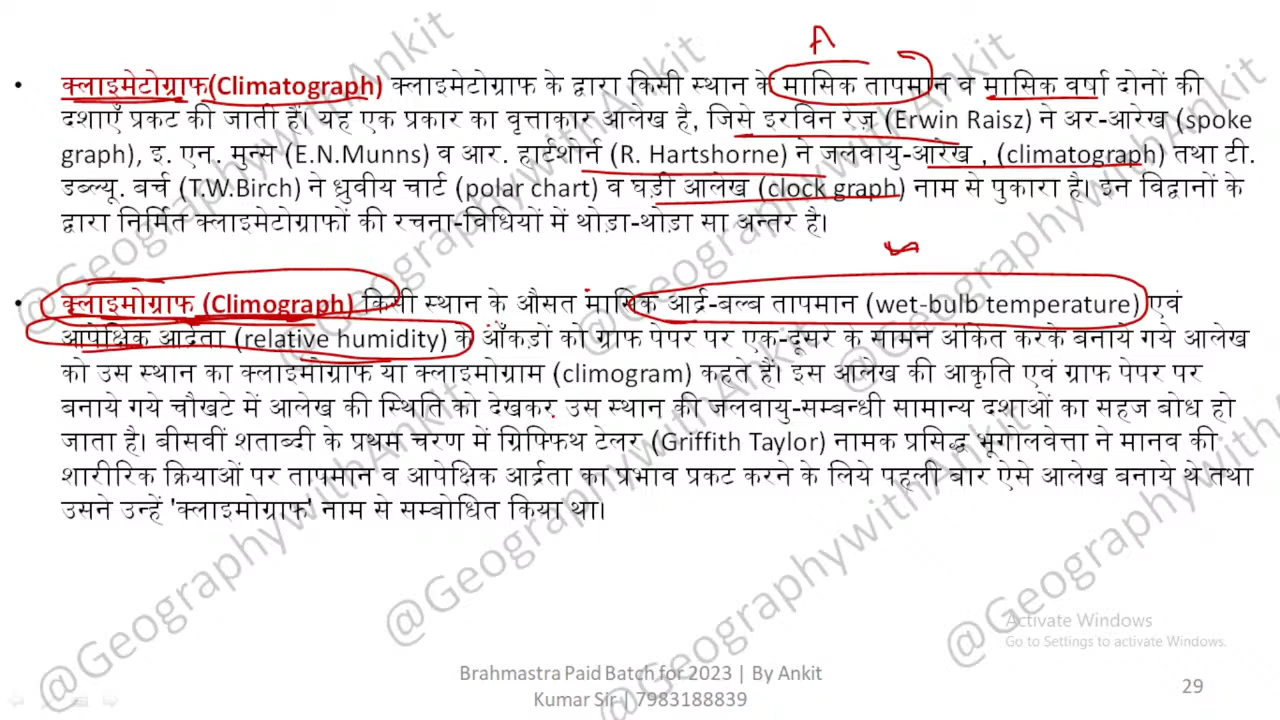 A
• क्लाइमेटोग्राफ(Climatograph) क्लाइमेटोग्राफ के द्वारा किसी स्थान के मासिक तापमान व मासिक वर्षा दोनों की
दशाएँ प्रकट की जाती हैं। यह एक प्रकार का वृत्ताकार आलेख है, जिसे इरविन रेज़ (Erwin Raisz) ने अर-आरेख (spoke
graph), इ. एन. मुन्स (E.N.Munns) व आर. हार्टशोर्न (R. Hartshorne) ने जलवायु-आरेख , (climatograph) तथा टी.
डब्ल्यू. वर्च (T.W.Birch) ने ध्रुवीय चार्ट (polar chart) व घड़ी आलेख (clock graph) नाम से पुकारा है। इन विद्वानों के
द्वारा निर्मित क्लाइमेटोग्राफों की रचना-विधियों में थोड़ा-थोड़ा सा अन्तर है।
• क्लाइमोग्राफ (Climograph) किसी स्थान के औसत मासिक आर्द्र-बल्ब तापमान (wet-bulb temperature) एवं
आपेक्षिक आर्द्रता (relative humidity) के आँकड़ों को ग्राफ पेपर पर एक-दूसरे के सामने अंकित करके बनाये गये आलेख
को उस स्थान का क्लाइमोग्राफ या क्लाइमोग्राम (climogram) कहते हैं। इस आलेख की आकृति एवं ग्राफ पेपर पर
बनाये गये चौखटे में आलेख की स्थिति को देखकर उस स्थान की जलवायु-सम्बन्धी सामान्य दशाओं का सहज बोध हो
जाता है। बीसवीं शताब्दी के प्रथम चरण में ग्रिफ्फिथ टेलर (Griffith Taylor) नामक प्रसिद्ध भूगोलवेत्ता ने मानव की
शारीरिक क्रियाओं पर तापमान व आपेक्षिक आर्द्रता का प्रभाव प्रकट करने के लिये पहली बार ऐसे आलेख बनाये थे तथा
उसने उन्हें 'क्लाइमोग्राफ' नाम से सम्बोधित किया था।
@GeographywithAnkit
@GeographywithAnkit
@GeographywithAnkit
@GeographywithAnkit
@GeographywithAnkit
Activate Windows
Go to Settings to activate Windows.
Brahmastra Paid Batch for 2023 | By Ankit
Kumar Sir | 7983188839
29